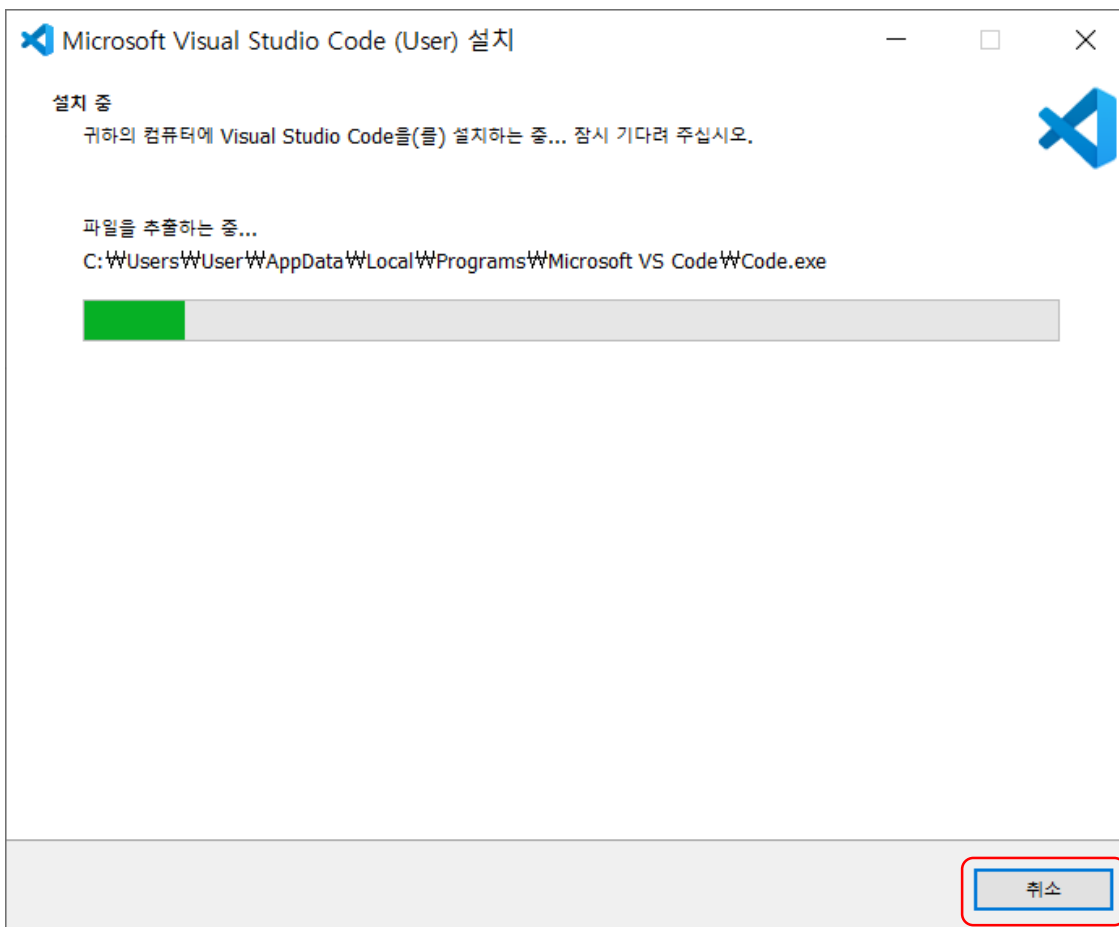 Microsoft Visual Studio Code (User) 설치
설치 중
귀하의 컴퓨터에 Visual Studio Code을(를) 설치하는 중... 잠시 기다려 주십시오.
파일을 추출하는 중...
C:₩Users₩User₩AppData₩Local₩Programs₩Microsoft VS Code₩Code.exe
취소